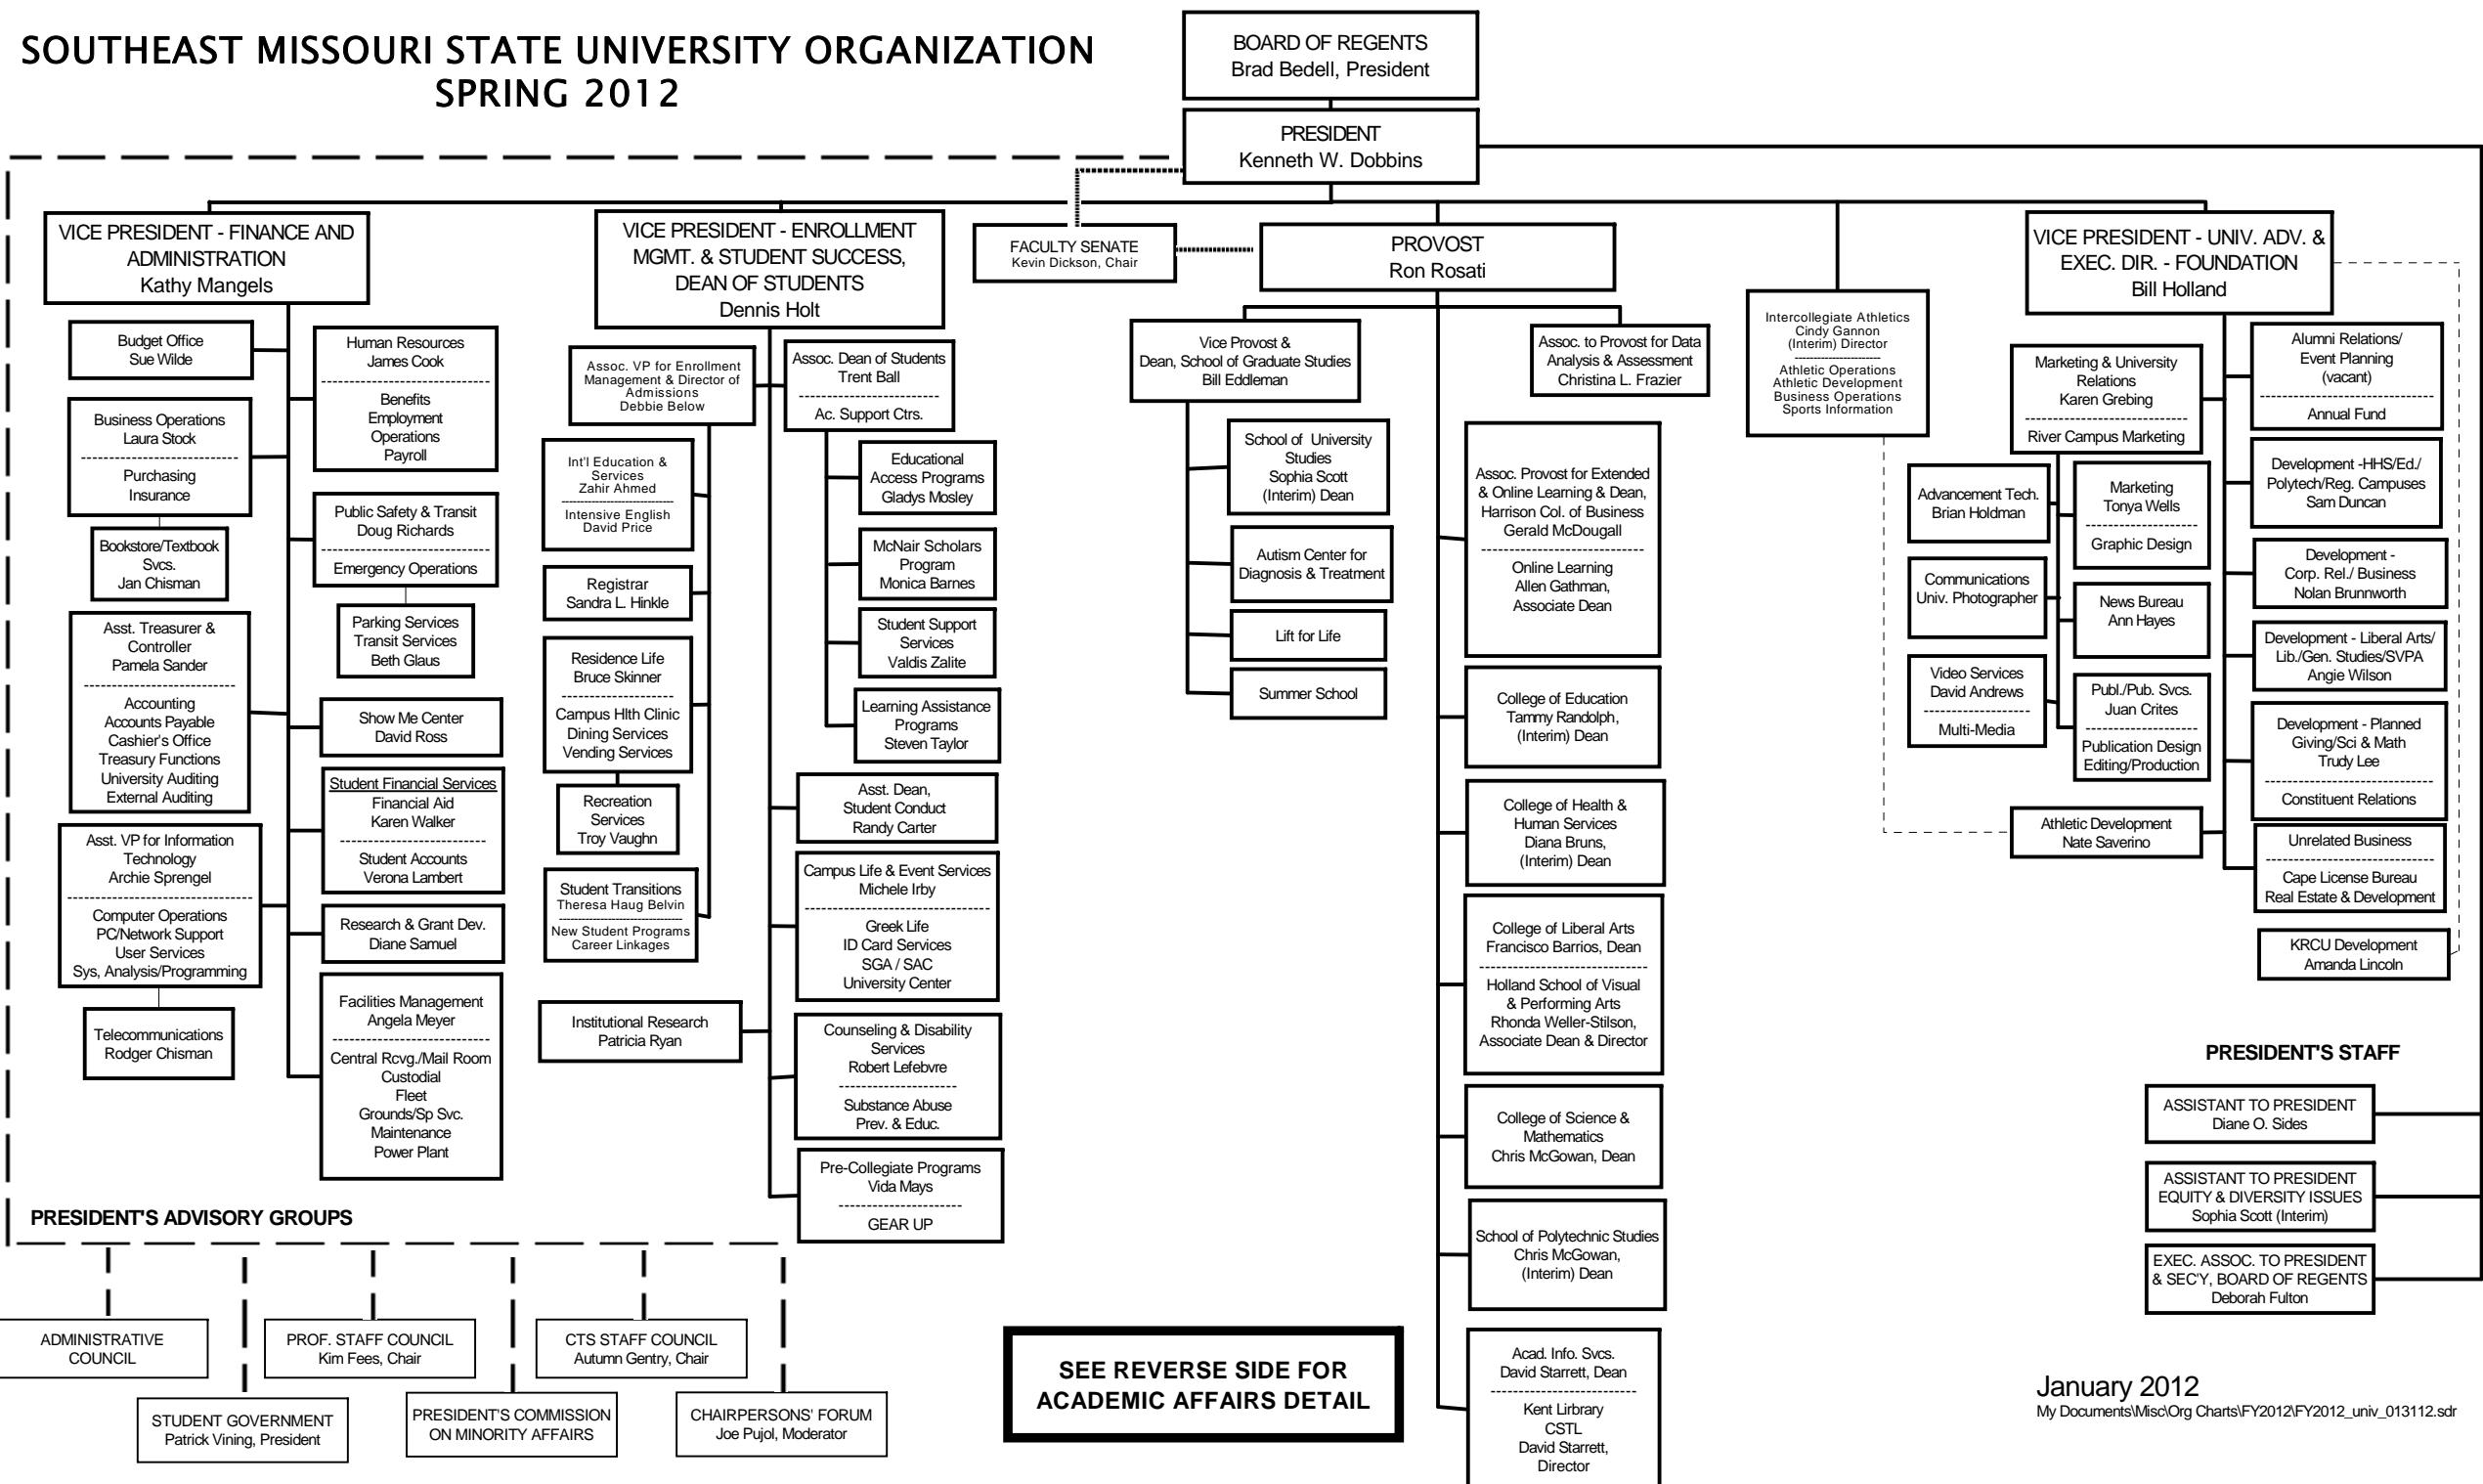 SOUTHEAST MISSOURI STATE UNIVERSITY ORGANIZATION
SPRING 2012
BOARD OF REGENTS
Brad Bedell, President
PRESIDENT
Kenneth W. Dobbins
VICE PRESIDENT - FINANCE AND
ADMINISTRATION
Kathy Mangels
Budget Office
Sue Wilde
Business Operations
Laura Stock
Purchasing
Insurance
Bookstore/Textbook
Svcs.
Jan Chisman
Asst. Treasurer &
Controller
Pamela Sander
Accounting
Accounts Payable
Cashier's Office
Treasury Functions
University Auditing
External Auditing
Asst. VP for Information
Technology
Archie Sprengel
Computer Operations
PC/Network Support
User Services
Sys, Analysis/Programming
Telecommunications
Rodger Chisman
Human Resources
James Cook
Benefits
Employment
Operations
Payroll
Public Safety & Transit
Doug Richards
Emergency Operations
Parking Services
Transit Services
Beth Glaus
Show Me Center
David Ross
Student Financial Services
Financial Aid
Karen Walker
Student Accounts
Verona Lambert
Research & Grant Dev.
Diane Samuel
Facilities Management
Angela Meyer
Central Rcvg./Mail Room
Custodial
Fleet
Grounds/Sp Svc.
Maintenance
Power Plant
VICE PRESIDENT - ENROLLMENT
MGMT. & STUDENT SUCCESS,
DEAN OF STUDENTS
Dennis Holt
Assoc. VP for Enrollment
Management & Director of
Admissions
Debbie Below
Int'l Education &
Services
Zahir Ahmed
Intensive English
David Price
Registrar
Sandra L. Hinkle
Residence Life
Bruce Skinner
Campus Hlth Clinic
Dining Services
Vending Services
Recreation
Services
Troy Vaughn
Student Transitions
Theresa Haug Belvin
New Student Programs
Career Linkages
Institutional Research
Patricia Ryan
Assoc. Dean of Students
Trent Ball
Ac. Support Ctrs.
Educational
Access Programs
Gladys Mosley
McNair Scholars
Program
Monica Barnes
Student Support
Services
Valdis Zalite
Learning Assistance
Programs
Steven Taylor
Asst. Dean,
Student Conduct
Randy Carter
Campus Life & Event Services
Michele Irby
Greek Life
ID Card Services
SGA / SAC
University Center
Counseling & Disability
Services
Robert Lefebvre
Substance Abuse
Prev. & Educ.
Pre-Collegiate Programs
Vida Mays
GEAR UP
FACULTY SENATE
Kevin Dickson, Chair
PROVOST
Ron Rosati
Vice Provost &
Dean, School of Graduate Studies
Bill Eddleman
School of University
Studies
Sophia Scott
(Interim) Dean
Autism Center for
Diagnosis & Treatment
Lift for Life
Summer School
Assoc. to Provost for Data
Analysis & Assessment
Christina L. Frazier
Assoc. Provost for Extended
& Online Learning & Dean,
Harrison Col. of Business
Gerald McDougall
Online Learning
Allen Gathman,
Associate Dean
College of Education
Tammy Randolph,
(Interim) Dean
College of Health &
Human Services
Diana Bruns,
(Interim) Dean
College of Liberal Arts
Francisco Barrios, Dean
Holland School of Visual
& Performing Arts
Rhonda Weller-Stilson,
Associate Dean & Director
College of Science &
Mathematics
Chris McGowan, Dean
School of Polytechnic Studies
Chris McGowan,
(Interim) Dean
Acad. Info. Svcs.
David Starrett, Dean
Kent Lirbrary
CSTL
David Starrett,
Director
Intercollegiate Athletics
Cindy Gannon
(Interim) Director
Athletic Operations
Athletic Development
Business Operations
Sports Information
VICE PRESIDENT - UNIV. ADV. &
EXEC. DIR. - FOUNDATION
Bill Holland
Marketing & University
Relations
Karen Grebing
River Campus Marketing
Advancement Tech.
Brian Holdman
Communications
Univ. Photographer
Video Services
David Andrews
Multi-Media
Marketing
Tonya Wells
Graphic Design
News Bureau
Ann Hayes
Publ./Pub. Svcs.
Juan Crites
Publication Design
Editing/Production
Athletic Development
Nate Saverino
Alumni Relations/
Event Planning
(vacant)
Annual Fund
Development -HHS/Ed./
Polytech/Reg. Campuses
Sam Duncan
Development -
Corp. Rel./ Business
Nolan Brunnworth
Development - Liberal Arts/
Lib./Gen. Studies/SVPA
Angie Wilson
Development - Planned
Giving/Sci & Math
Trudy Lee
Constituent Relations
Unrelated Business
Cape License Bureau
Real Estate & Development
KRCU Development
Amanda Lincoln
PRESIDENT'S STAFF
ASSISTANT TO PRESIDENT
Diane O. Sides
ASSISTANT TO PRESIDENT
EQUITY & DIVERSITY ISSUES
Sophia Scott (Interim)
EXEC. ASSOC. TO PRESIDENT
& SEC'Y, BOARD OF REGENTS
Deborah Fulton
PRESIDENT'S ADVISORY GROUPS
ADMINISTRATIVE
COUNCIL
STUDENT GOVERNMENT
Patrick Vining, President
PROF. STAFF COUNCIL
Kim Fees, Chair
PRESIDENT'S COMMISSION
ON MINORITY AFFAIRS
CTS STAFF COUNCIL
Autumn Gentry, Chair
CHAIRPERSONS' FORUM
Joe Pujol, Moderator
SEE REVERSE SIDE FOR
ACADEMIC AFFAIRS DETAIL
January 2012
My Documents\Misc\Org Charts\FY2012\FY2012_univ_013112.sdr